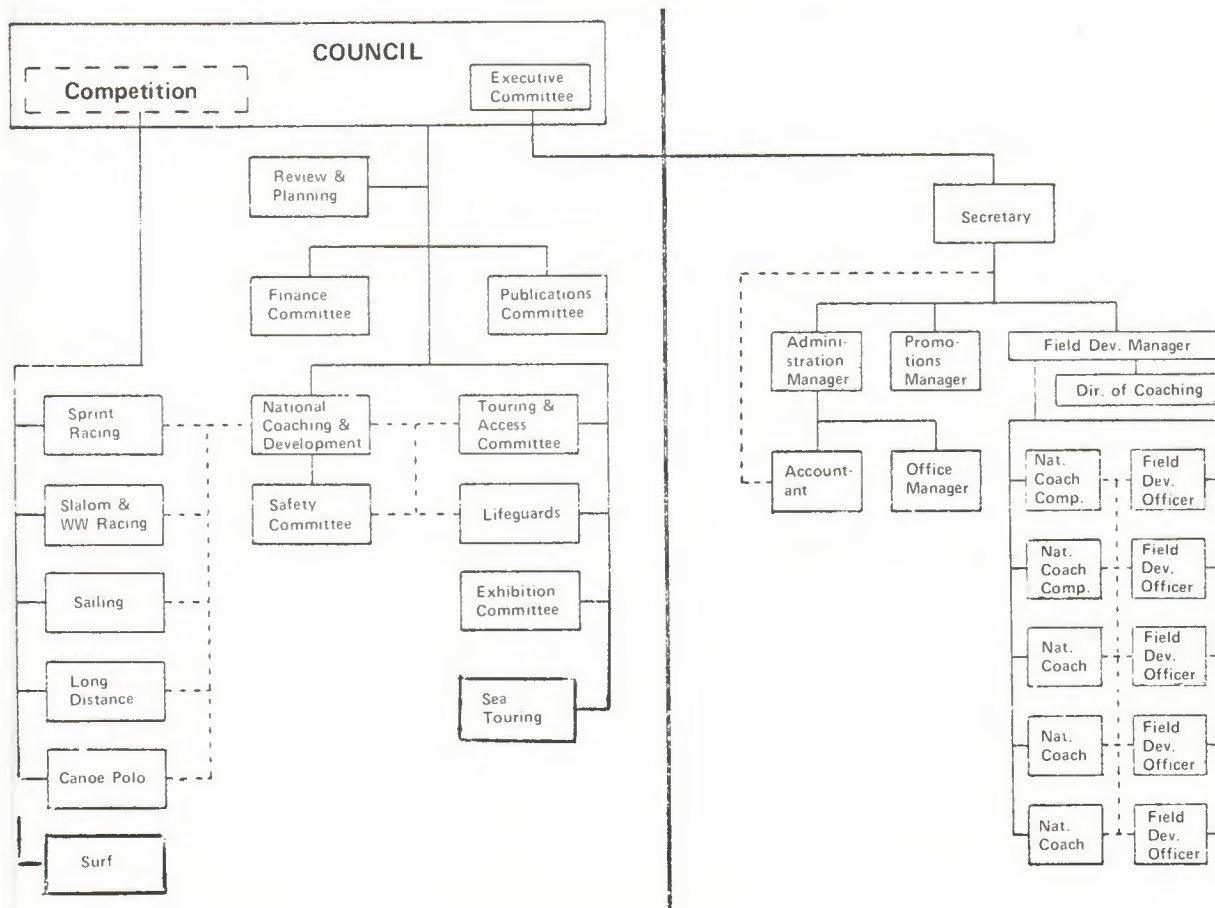 COUNCIL
Competition
Executive
Committee
Review &
Planning
Finance
Committee
Publications
Committee
Sprint
Racing
National
Coaching &
Development
Touring &
Access
Committee
Slalom &
WW Racing
Safety
Committee
Lifeguards
Sailing
Exhibition
Committee
Long
Distance
Sea
Touring
Canoe Polo
Surf
Secretary
Admini-
stration
Manager
Promo-
tions
Manager
Field Dev. Manager
Dir. of Coaching
Account-
ant
Office
Manager
Nat.
Coach
Comp.
Field
Dev.
Officer
Nat.
Coach
Comp.
Field
Dev.
Officer
Nat.
Coach
Field
Dev.
Officer
Nat.
Coach
Field
Dev.
Officer
Nat.
Coach
Field
Dev.
Officer